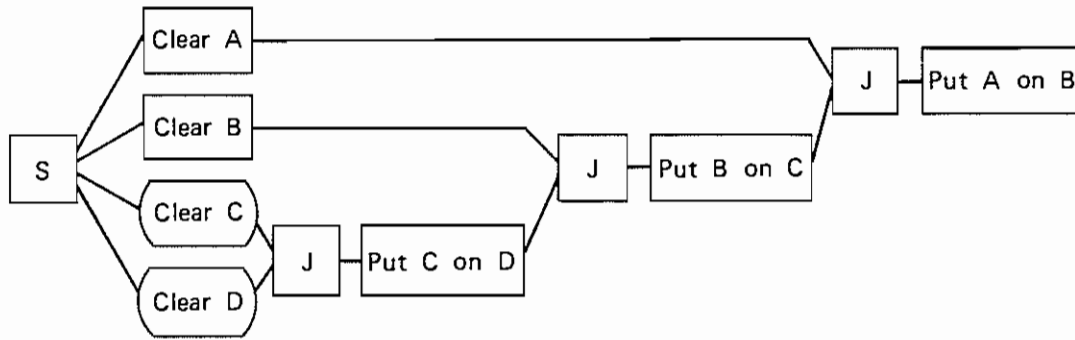 Clear A
J
Put A on B
Clear B
S
J
Put B on C
Clear C
J
Put C on D
Clear D